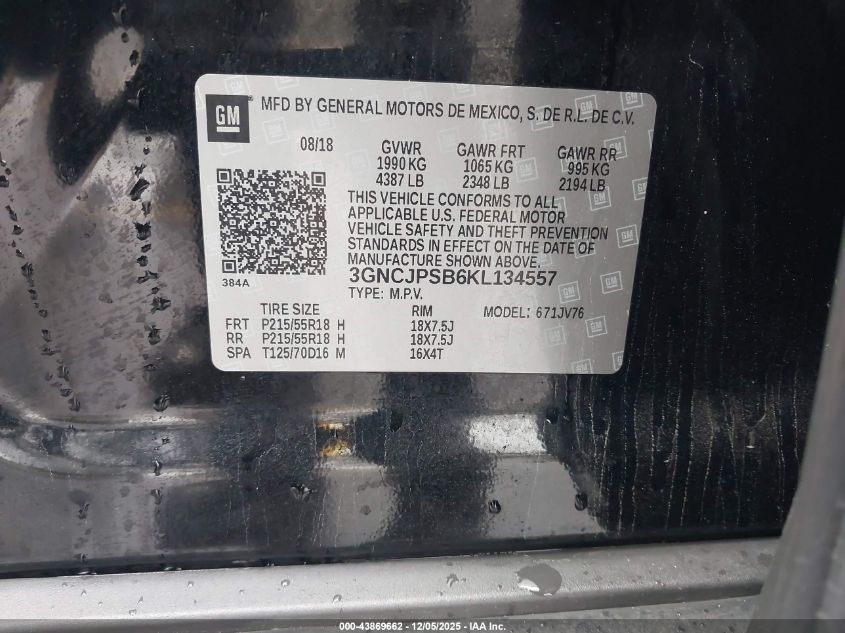 GM MFD BY GENERAL MOTORS DE MEXICO, S. DE R.L. DE C.V.
08/18 GVWR GAWR FRT GAWR RR
1990 KG 1065 KG 995 KG
4387 LB 2348 LB 2194 LB
THIS VEHICLE CONFORMS TO ALL
APPLICABLE U.S. FEDERAL MOTOR
VEHICLE SAFETY AND THEFT PREVENTION
STANDARDS IN EFFECT ON THE DATE OF
MANUFACTURE SHOWN ABOVE.
384A
3GNCJPSB6KL134557
TYPE: M.P.V.
TIRE SIZE RIM MODEL: 671JV76
FRT P215/55R18 H 18X7.5J
RR P215/55R18 H 18X7.5J
SPA T125/70D16 M 16X4T
000-43869662 - 12/05/2025 - IAA Inc.